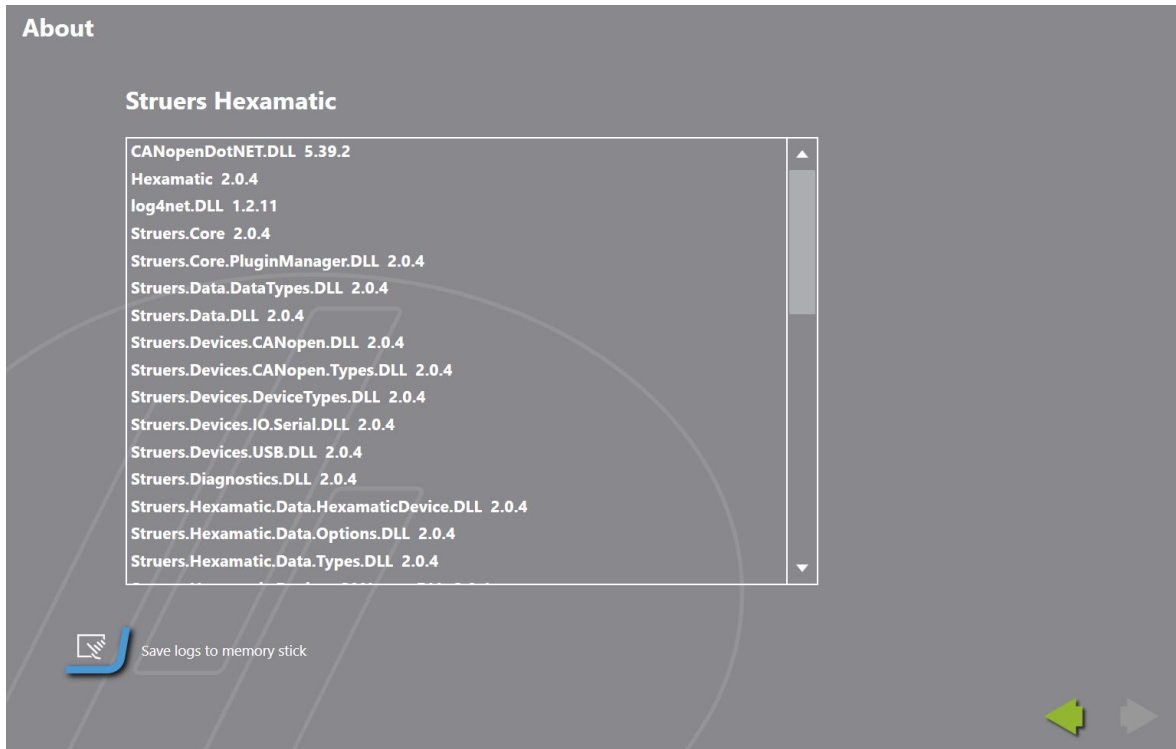 About
Struers Hexamatic
CANopenDotNET.DLL 5.39.2
Hexamatic 2.0.4
log4net.DLL 1.2.11
Struers.Core 2.0.4
Struers.Core.PluginManager.DLL 2.0.4
Struers.Data.DataTypes.DLL 2.0.4
Struers.Data.DLL 2.0.4
Struers.Devices.CANopen.DLL 2.0.4
Struers.Devices.CANopen.Types.DLL 2.0.4
Struers.Devices.DeviceTypes.DLL 2.0.4
Struers.Devices.IO.Serial.DLL 2.0.4
Struers.Devices.USB.DLL 2.0.4
Struers.Diagnostics.DLL 2.0.4
Struers.Hexamatic.Data.HexamaticDevice.DLL 2.0.4
Struers.Hexamatic.Data.Options.DLL 2.0.4
Struers.Hexamatic.Data.Types.DLL 2.0.4
Save logs to memory stick